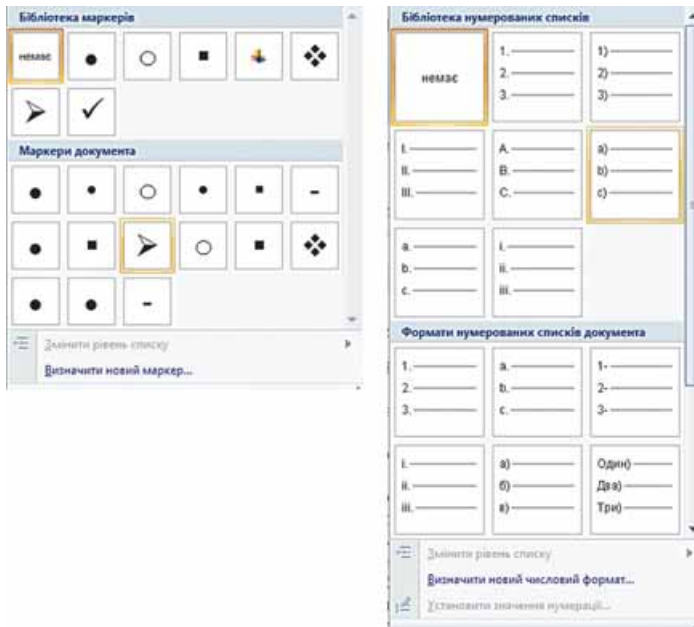 Бібліотека маркерів
немає
Маркери документа
Змінити рівень списку
Визначити новий маркер...
Бібліотека нумерованих списків
немає
1.
2.
3.
1)
2)
3)
I.
II.
III.
A.
B.
C.
a)
b)
c)
a.
b.
c.
i.
ii.
iii.
Формати нумерованих списків документа
1.
2.
3.
a.
b.
c.
1-
2-
3-
i.
ii.
iii.
а)
б)
в)
Один)
Два)
Три)
Змінити рівень списку
Визначити новий числовий формат...
Установити значення нумерації...